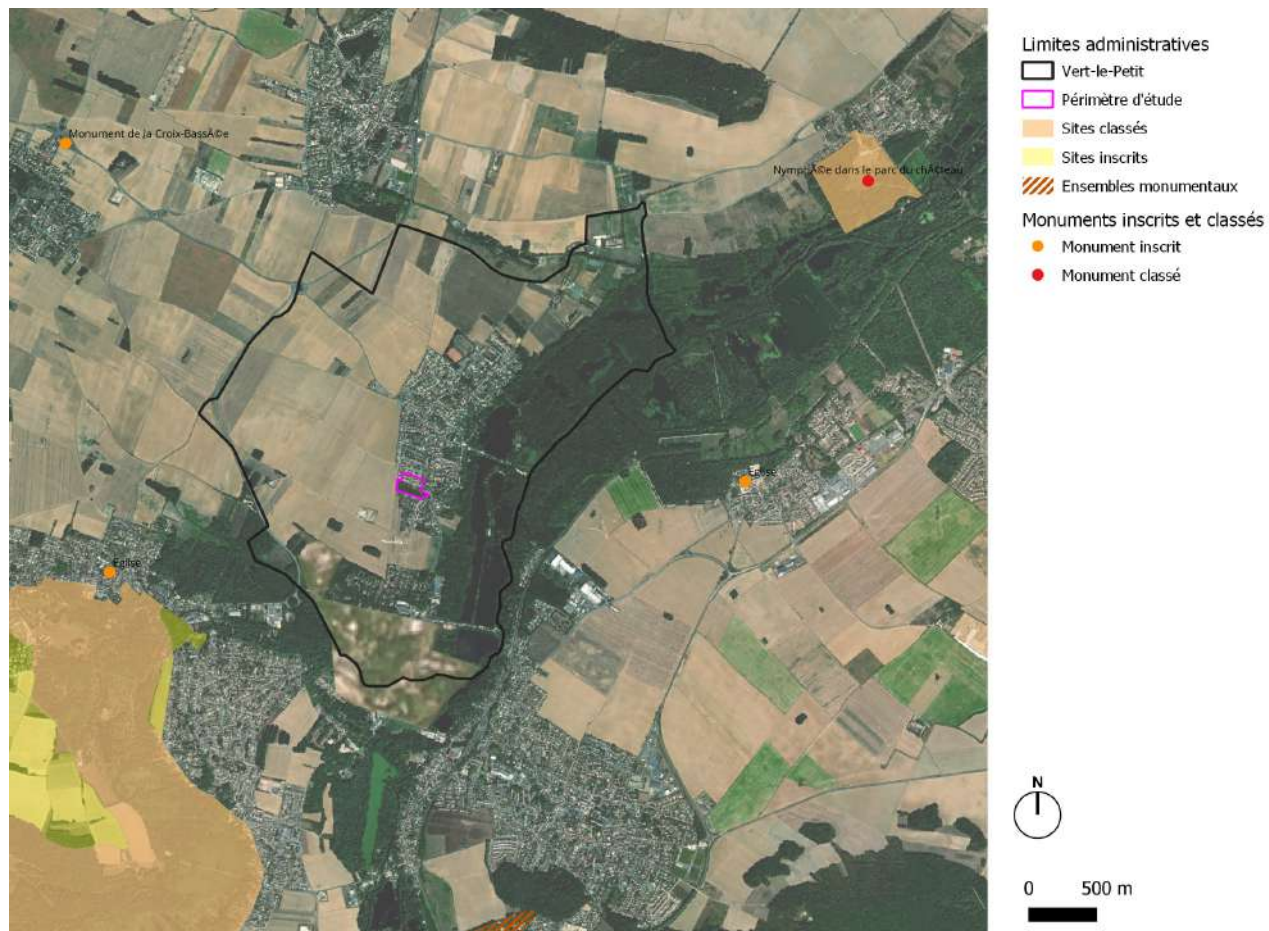 Monument de la Croix-BassÃ©e
NymphÃ©e dans le parc du chÃ¢teau
Église
Eglise
Limites administratives
Vert-le-Petit
Périmètre d'étude
Sites classés
Sites inscrits
Ensembles monumentaux
Monuments inscrits et classés
Monument inscrit
Monument classé
N
0 500 m